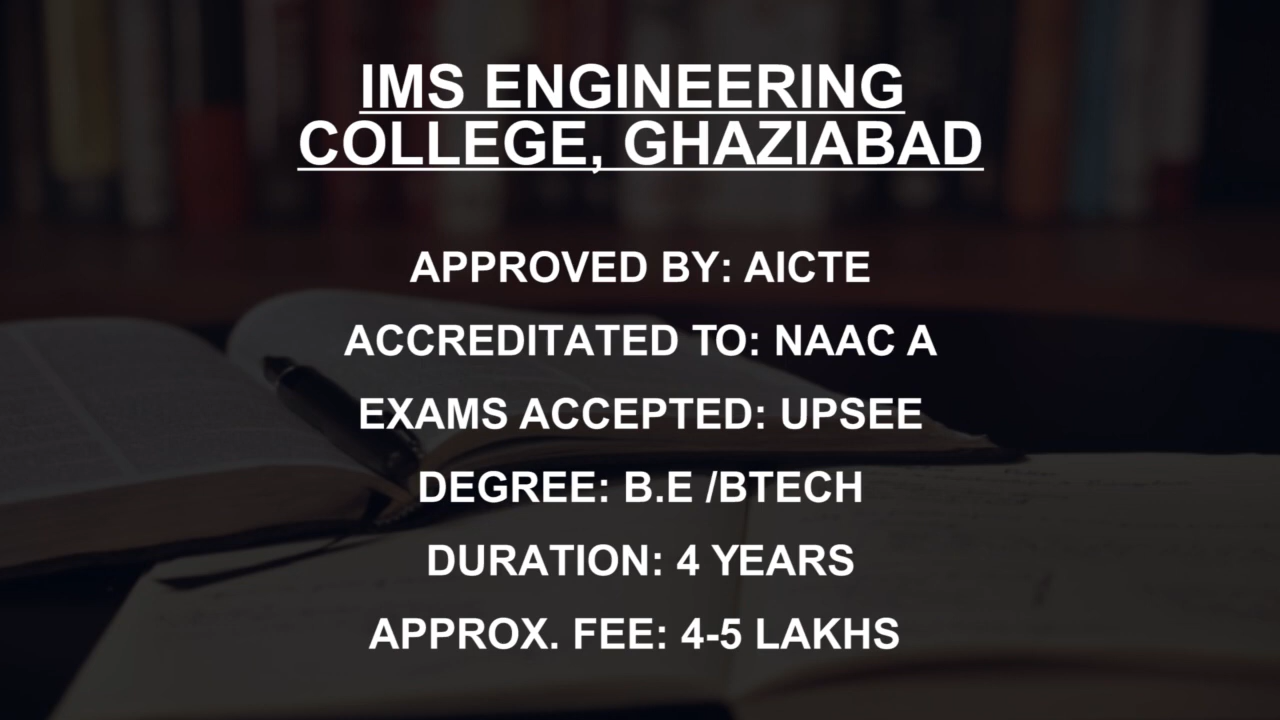 IMS ENGINEERING
COLLEGE, GHAZIABAD
APPROVED BY: AICTE
ACCREDITATED TO: NAAC A
EXAMS ACCEPTED: UPSEE
DEGREE: B.E /BTECH
DURATION: 4 YEARS
APPROX. FEE: 4-5 LAKHS